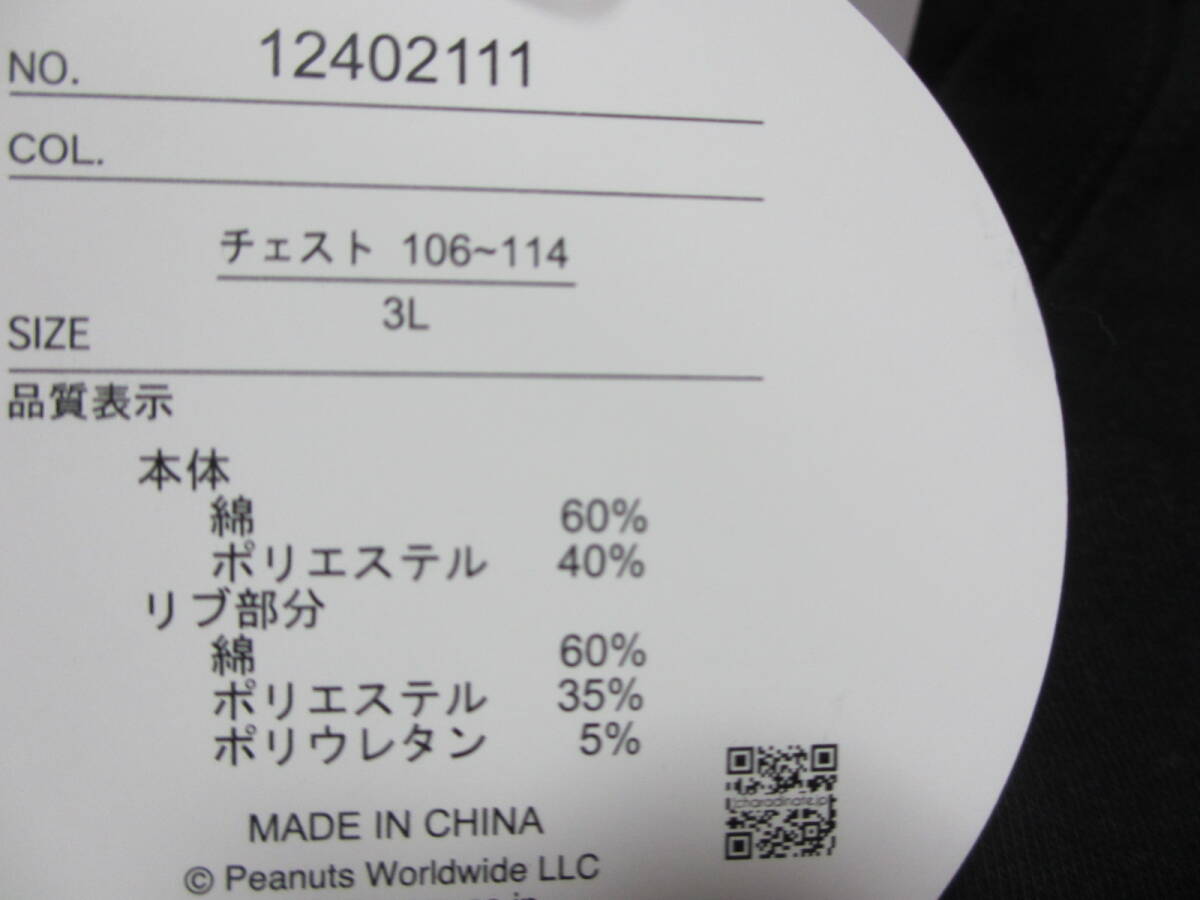 NO. 12402111
COL.
チェスト 106~114
3L
SIZE
品質表示
本体
綿 60%
ポリエステル 40%
リブ部分
綿 60%
ポリエステル 35%
ポリウレタン 5%
charadinate.jp
MADE IN CHINA
© Peanuts Worldwide LLC